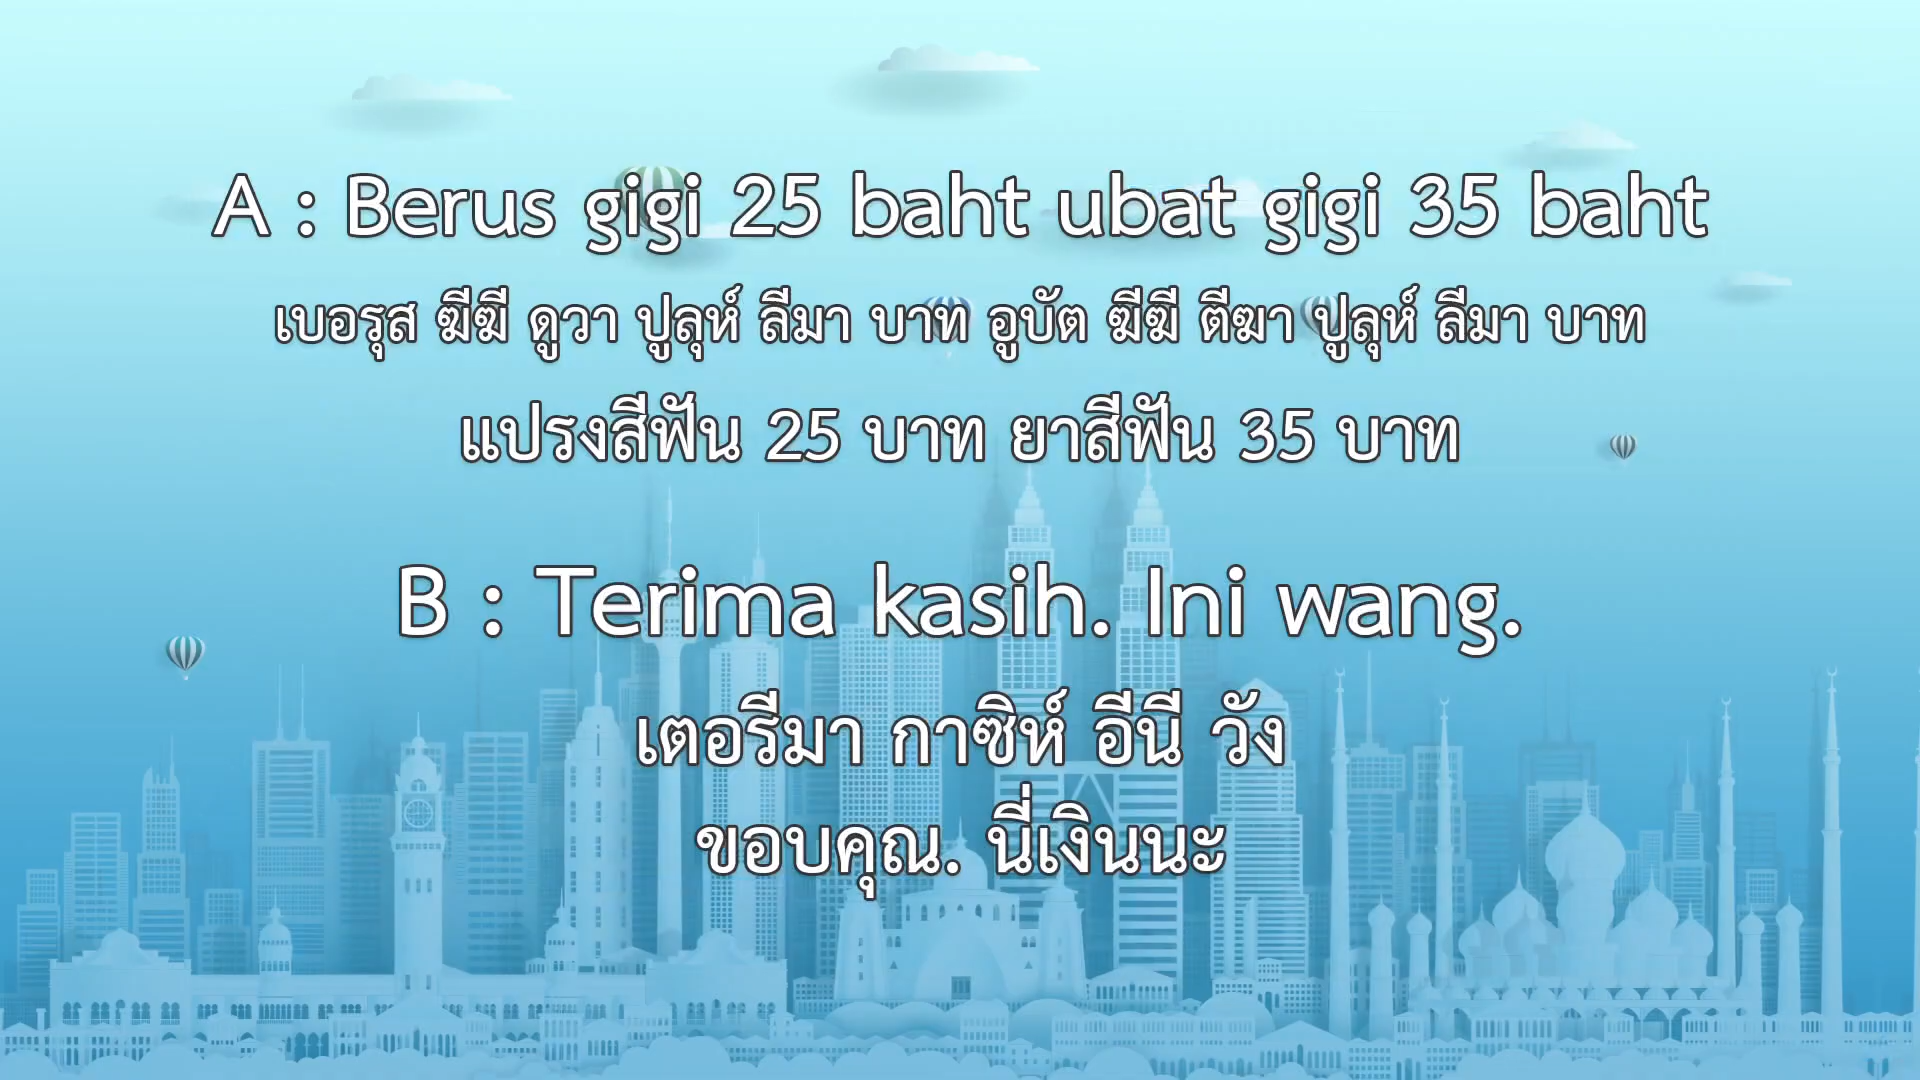 A : Berus gigi 25 baht ubat gigi 35 baht
เบอรุส ฆีฆี ดูวา ปูลุห์ ลีมา บาท อูบัต ฆีฆี ตีฆา ปูลุห์ ลีมา บาท
แปรงสีฟัน 25 บาท ยาสีฟัน 35 บาท
B : Terima kasih. Ini wang.
เตอรีมา กาซิห์ อีนี วัง
ขอบคุณ. นี่เงินนะ